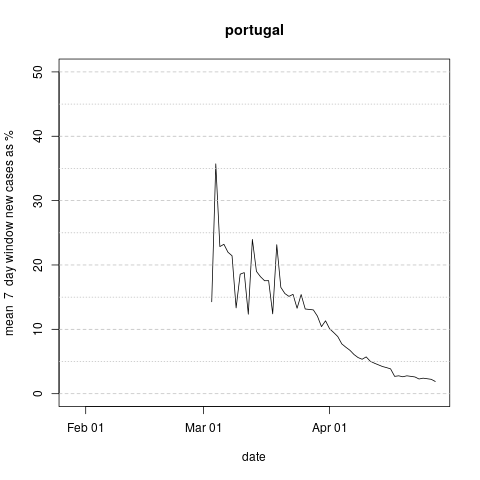 portugal
mean  7  day window new cases as %
50
40
30
20
10
0
Feb 01
Mar 01
Apr 01
date